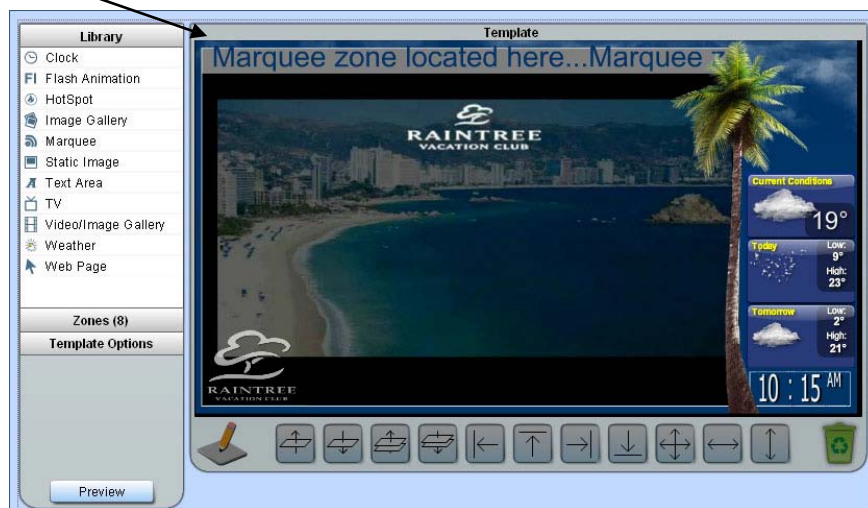 Library
Clock
FI Flash Animation
HotSpot
Image Gallery
Marquee
Static Image
A Text Area
TV
Video/Image Gallery
Weather
Web Page
Zones (8)
Template Options
Preview
Template
Marquee zone located here...Marquee z
RAINTREE
VACATION CLUB
Current Conditions
19°
Today
Low:
9°
High:
23°
Tomorrow
Low:
2°
High:
21°
RAINTREE
VACATION CLUB
10 : 15 AM